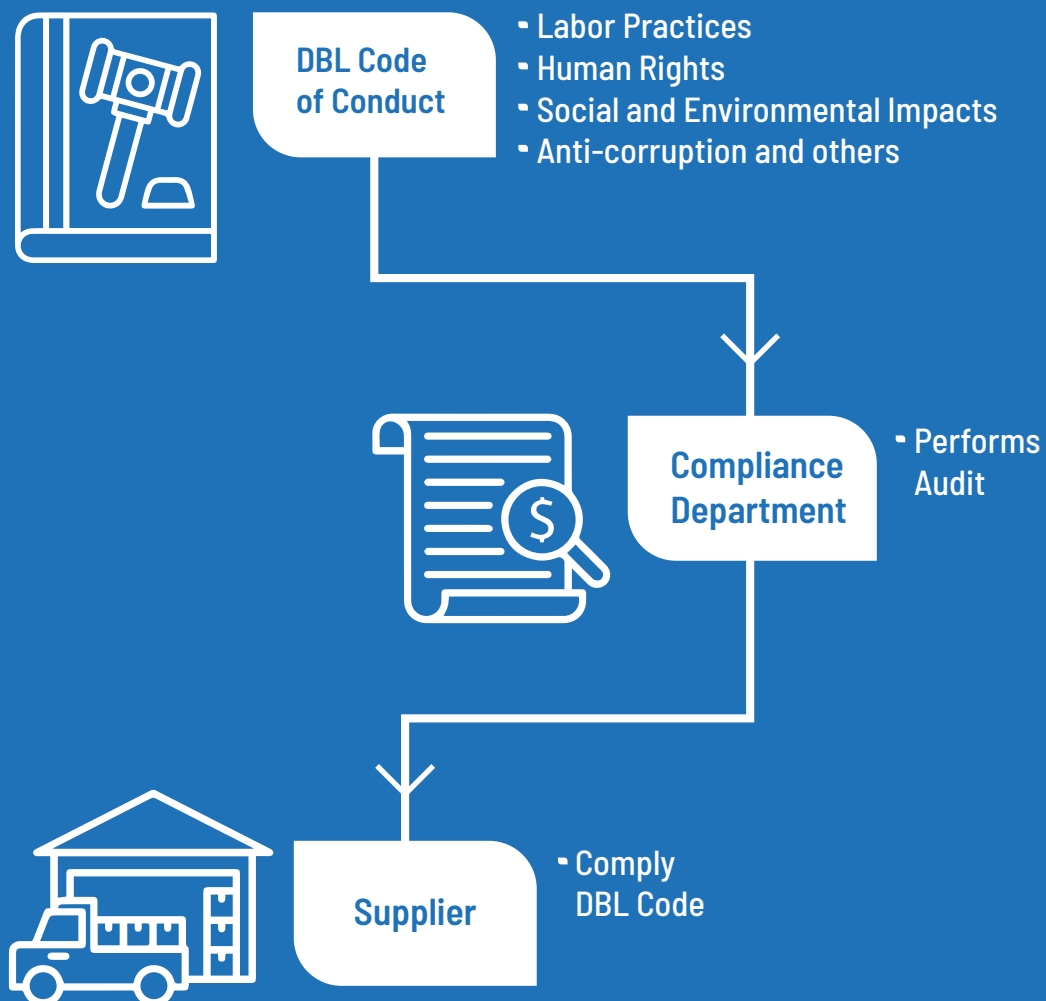 DBL Code
of Conduct
- Labor Practices
- Human Rights
- Social and Environmental Impacts
- Anti-corruption and others
Compliance
Department
- Performs
Audit
$
Supplier
- Comply
DBL Code